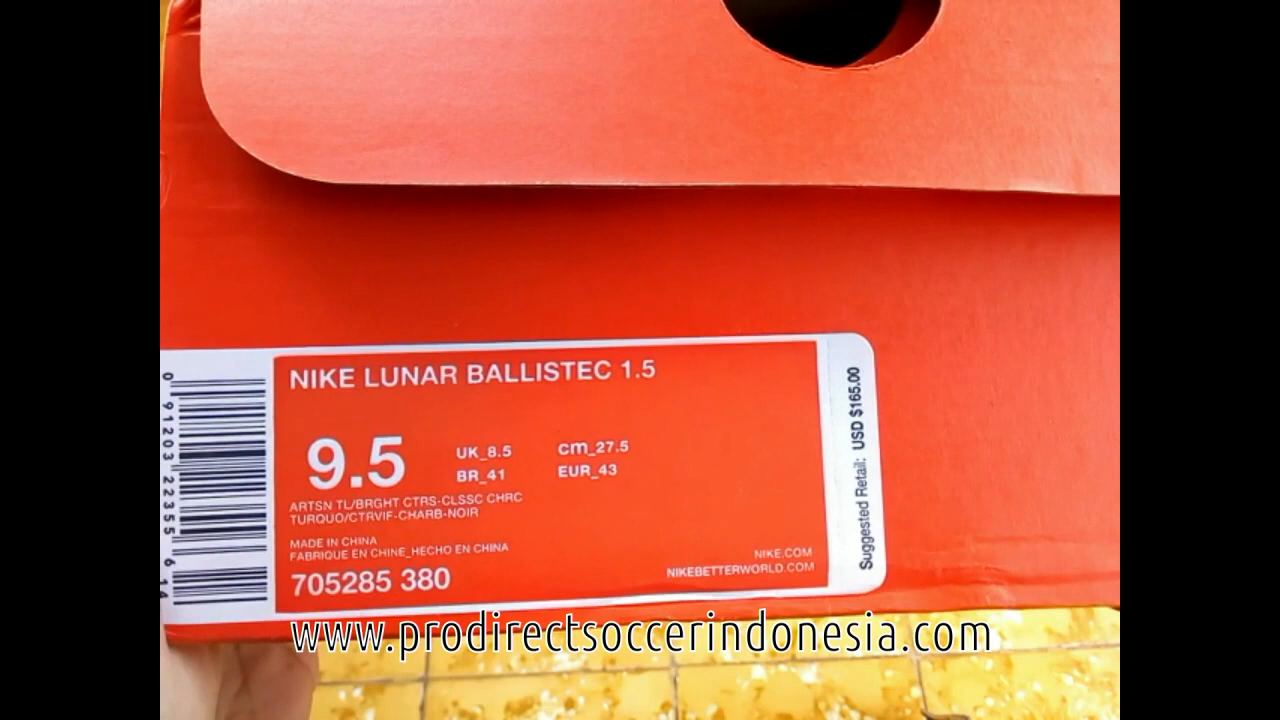 NIKE LUNAR BALLISTEC 1.5
9.5
UK_8.5 cm_27.5
BR_41 EUR_43
ARTSN TL/BRGHT CTRS-CLSSC CHRC
TURQUO/CTRVIF-CHARB-NOIR
MADE IN CHINA
FABRIQUE EN CHINE_HECHO EN CHINA
705285 380
NIKE.COM
NIKEBETTERWORLD.COM
Suggested Retail: USD $165.00
0 91203 22355 6
www.prodirectsoccerindonesia.com